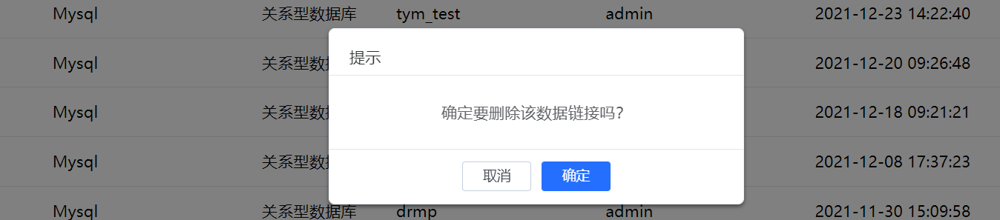 Mysql 关系型数据库 tym_test admin 2021-12-23 14:22:40
提示
Mysql 关系型数据 2021-12-20 09:26:48
Mysql 关系型数据 2021-12-18 09:21:21
确定要删除该数据链接吗？
Mysql 关系型数据 2021-12-08 17:37:23
取消 确定
Mysql 关系型数据库 drmp admin 2021-11-30 15:09:58